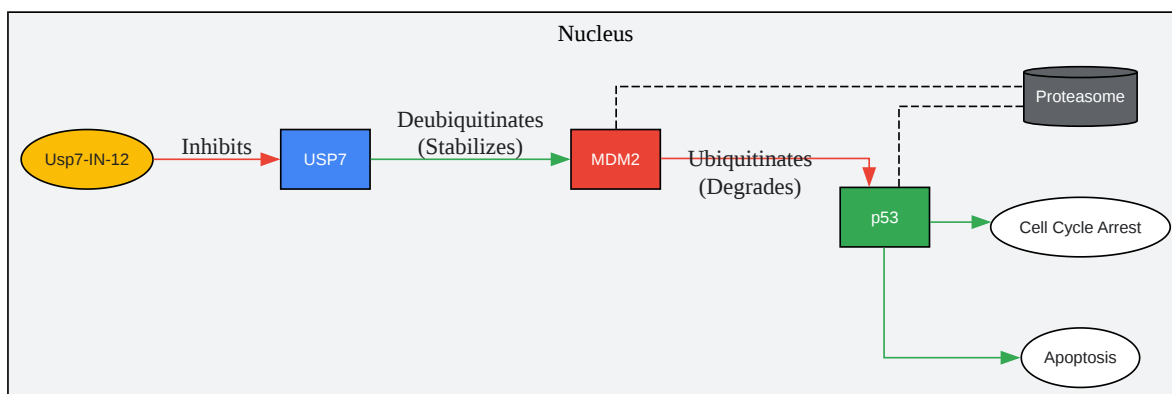 Nucleus
Proteasome
Usp7-IN-12
Inhibits
USP7
Deubiquitinates
(Stabilizes)
MDM2
Ubiquitinates
(Degrades)
p53
Cell Cycle Arrest
Apoptosis